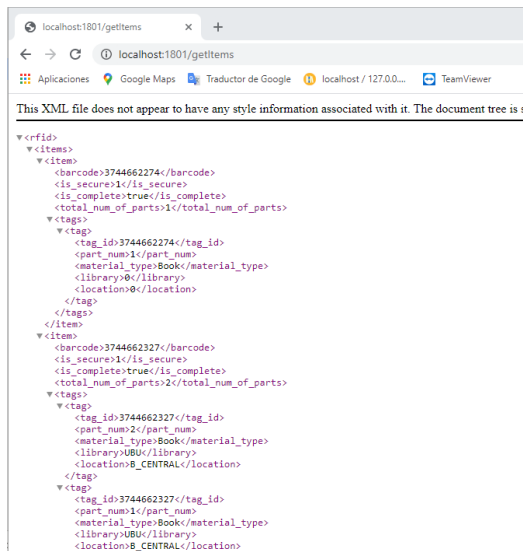 localhost:1801/getItems
localhost:1801/getItems
Aplicaciones Google Maps Traductor de Google localhost / 127.0.0.... TeamViewer
This XML file does not appear to have any style information associated with it. The document tree is
▼<rfid>
▼<items>
▼<item>
<barcode>3744662274</barcode>
<is_secure>1</is_secure>
<is_complete>true</is_complete>
<total_num_of_parts>1</total_num_of_parts>
▼<tags>
▼<tag>
<tag_id>3744662274</tag_id>
<part_num>1</part_num>
<material_type>Book</material_type>
<library>0</library>
<location>0</location>
</tag>
</tags>
</item>
▼<item>
<barcode>3744662327</barcode>
<is_secure>1</is_secure>
<is_complete>true</is_complete>
<total_num_of_parts>2</total_num_of_parts>
▼<tags>
▼<tag>
<tag_id>3744662327</tag_id>
<part_num>2</part_num>
<material_type>Book</material_type>
<library>UBU</library>
<location>B_CENTRAL</location>
</tag>
▼<tag>
<tag_id>3744662327</tag_id>
<part_num>1</part_num>
<material_type>Book</material_type>
<library>UBU</library>
<location>B_CENTRAL</location>